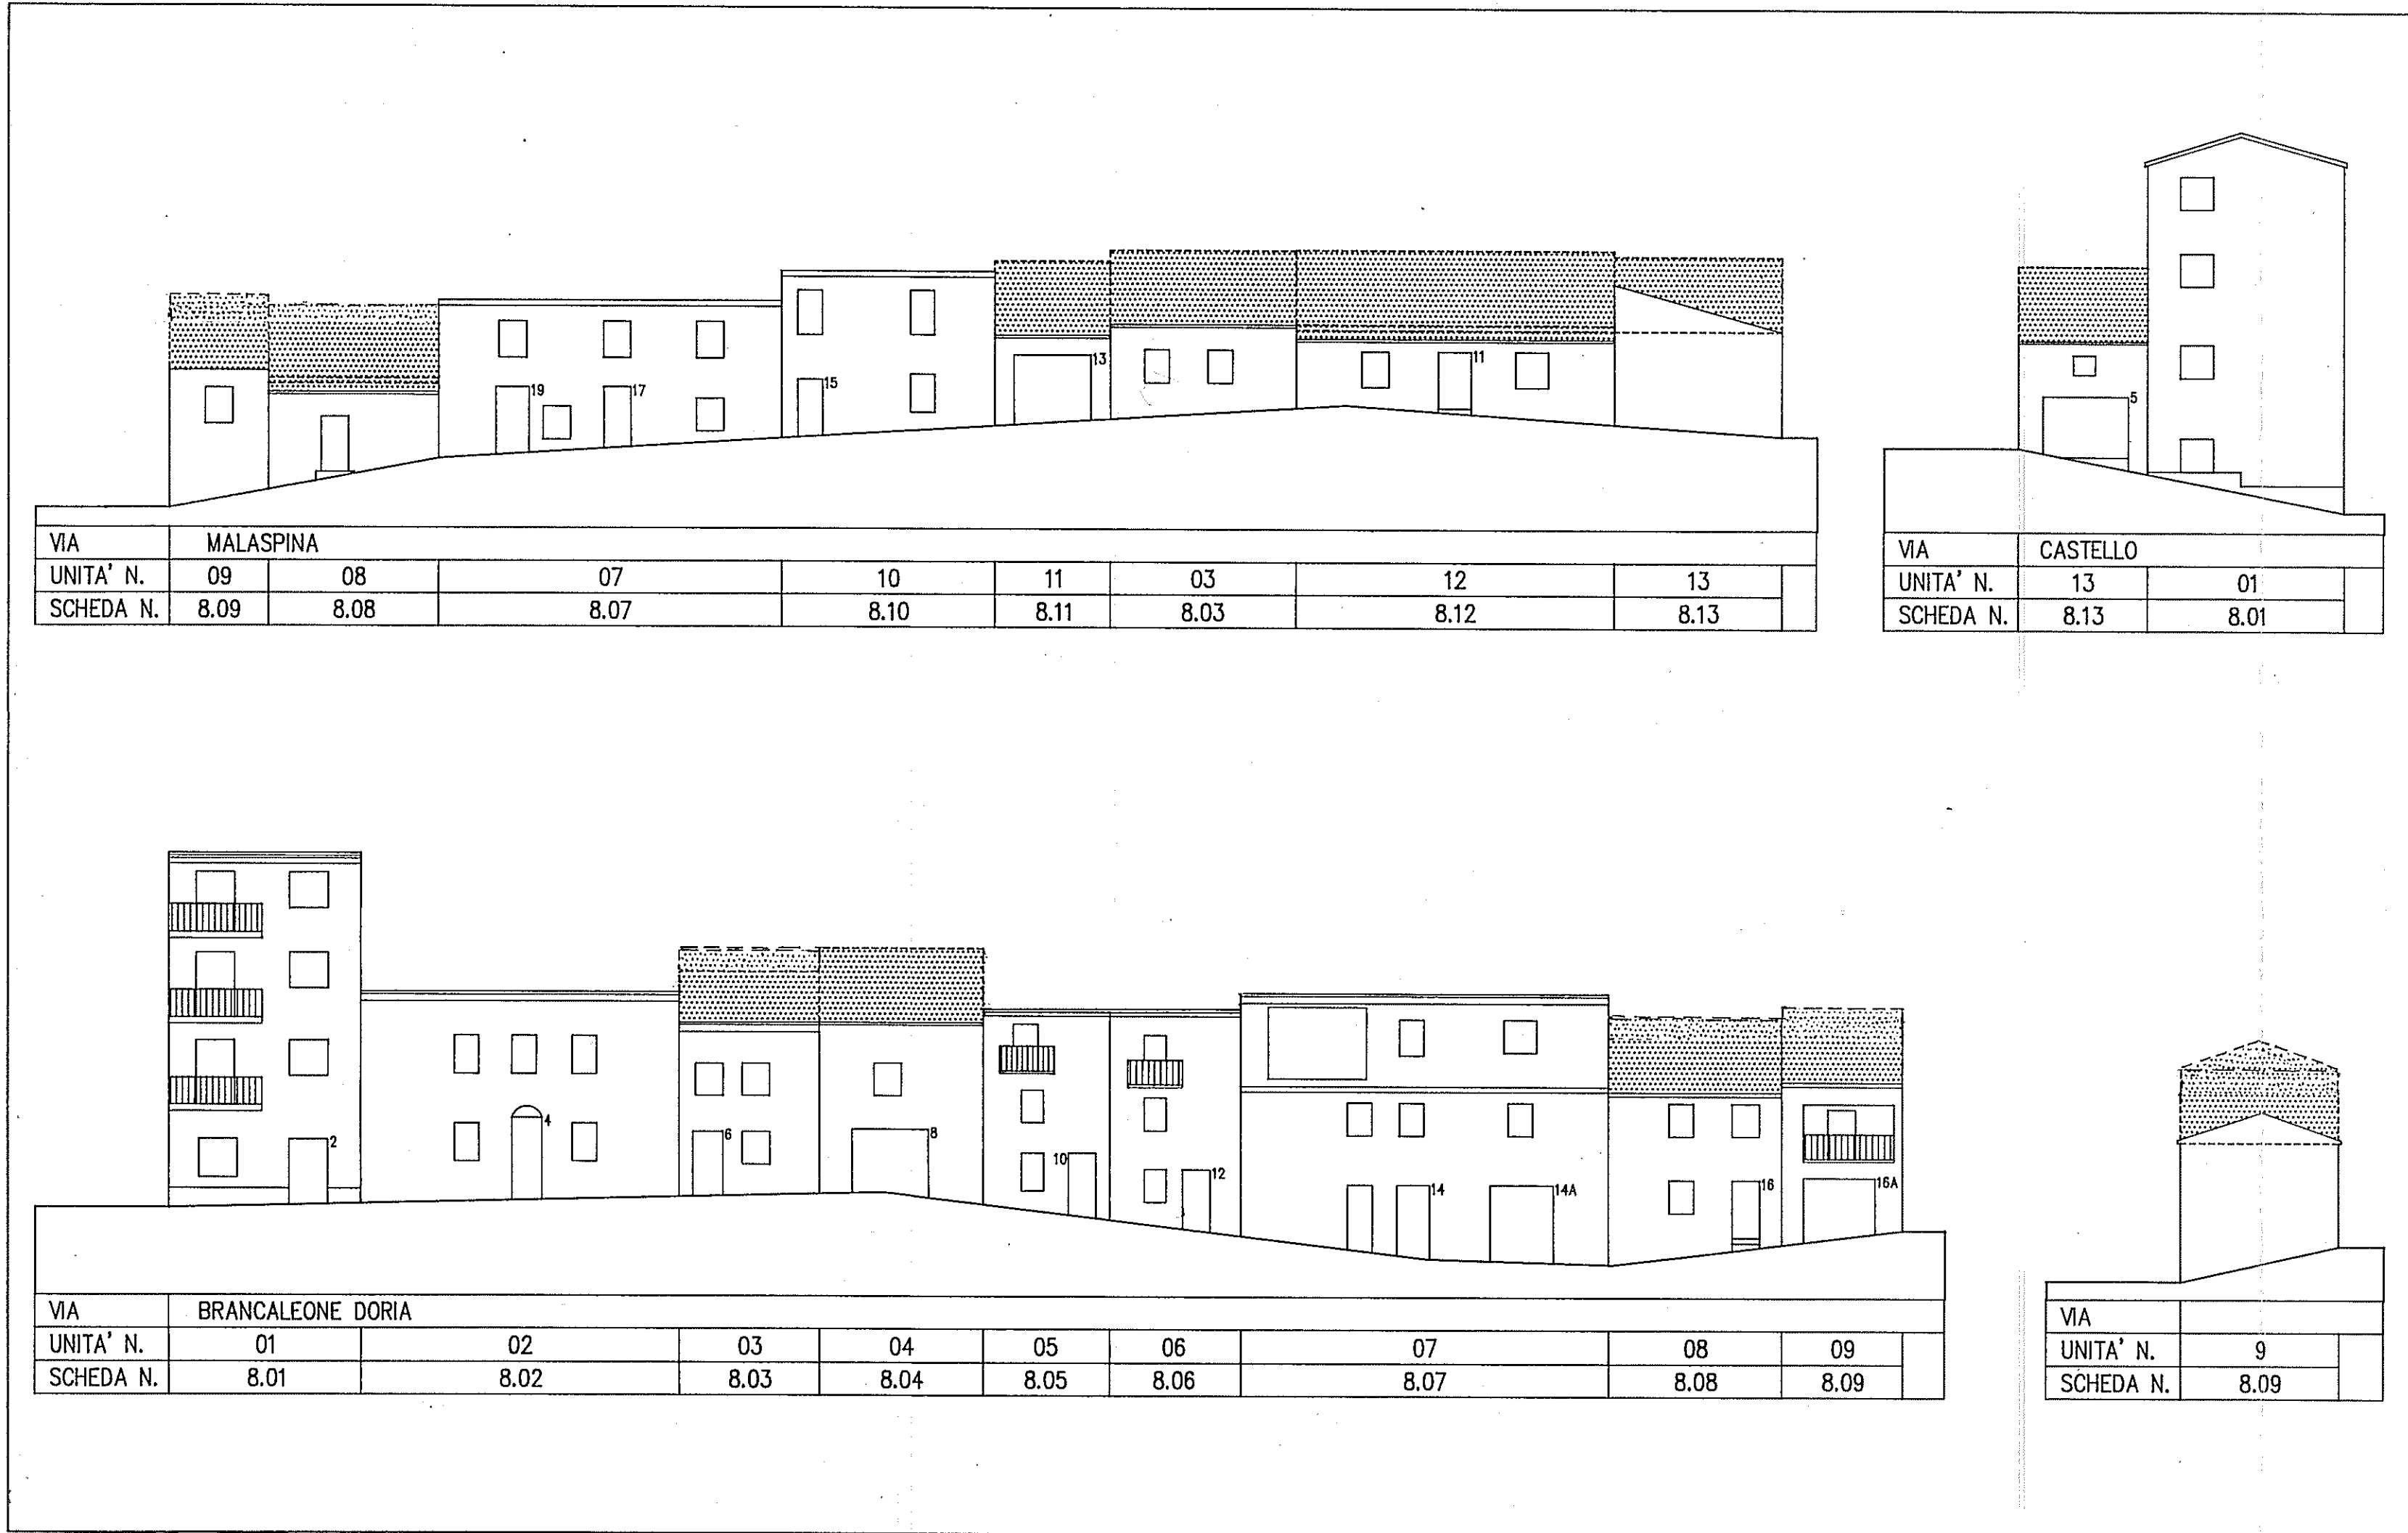 19 17 15 13 11
VIA MALASPINA
UNITA' N. 09 08 07 10 11 03 12 13
SCHEDA N. 8.09 8.08 8.07 8.10 8.11 8.03 8.12 8.13
5
VIA CASTELLO
UNITA' N. 13 01
SCHEDA N. 8.13 8.01
2 4 6 8 10 12 14 14A 16 16A
VIA BRANCALEONE DORIA
UNITA' N. 01 02 03 04 05 06 07 08 09
SCHEDA N. 8.01 8.02 8.03 8.04 8.05 8.06 8.07 8.08 8.09
VIA
UNITA' N. 9
SCHEDA N. 8.09